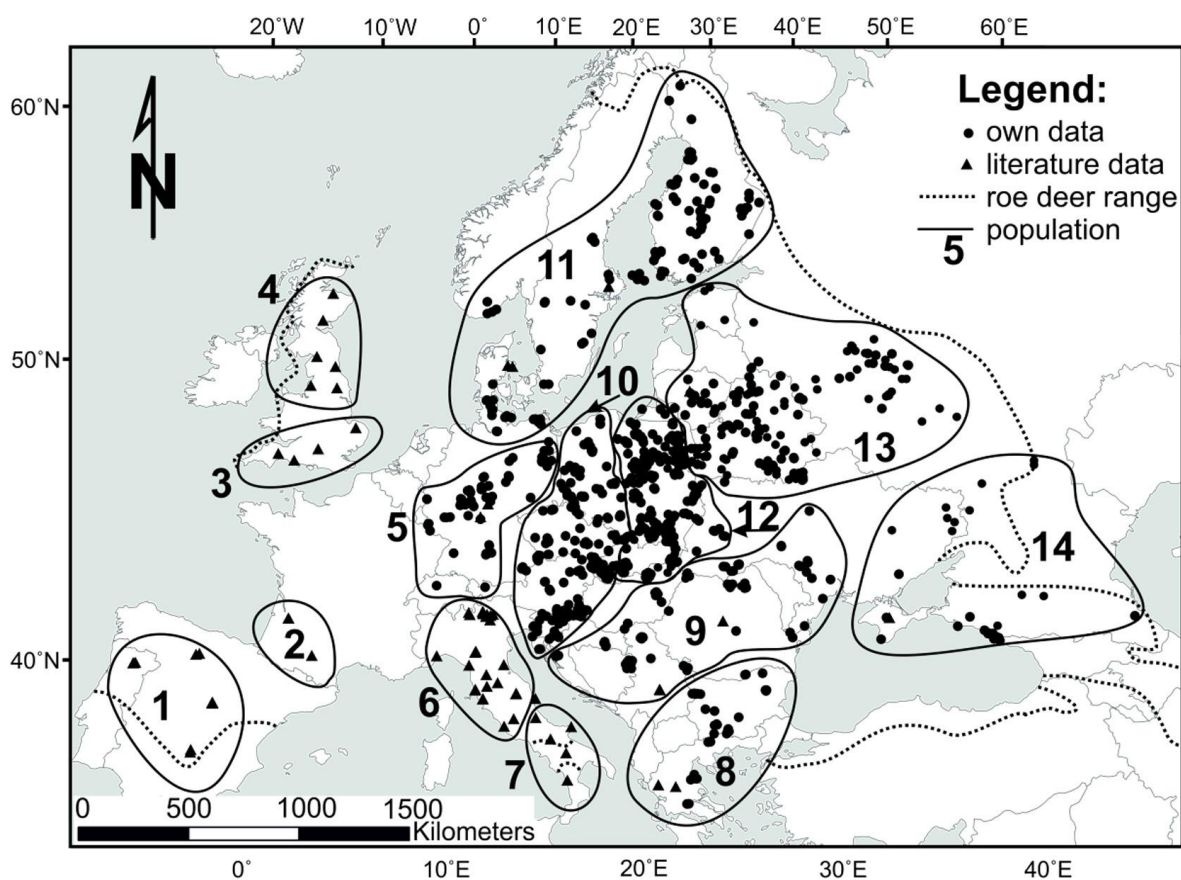 20°W 10°W 0° 10°E 20°E 30°E 40°E 50°E 60°E
60°N
50°N
40°N
N
Legend:
own data
literature data
roe deer range
population
5
4
11
10
3
13
5
12
14
2
9
1
6
7
8
0 500 1000 1500
Kilometers
0° 10°E 20°E 30°E 40°E